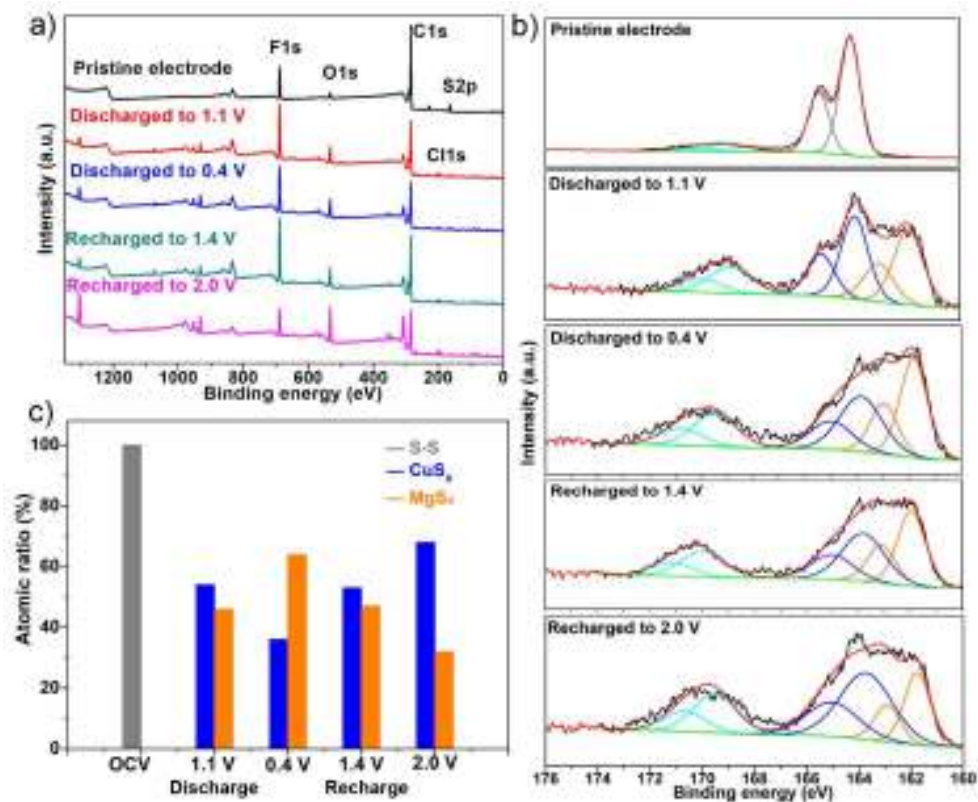 a)
Pristine electrode
F1s
O1s
C1s
S2p
Discharged to 1.1 V
Cl1s
Discharged to 0.4 V
Recharged to 1.4 V
Recharged to 2.0 V
Intensity (a.u.)
1200 1000 800 600 400 200 0
Binding energy (eV)
b)
Pristine electrode
Discharged to 1.1 V
Discharged to 0.4 V
Recharged to 1.4 V
Recharged to 2.0 V
Intensity (a.u.)
176 174 172 170 168 166 164 162 160
Binding energy (eV)
c)
100
80
60
40
20
0
Atomic ratio (%)
S-S
CuSₓ
MgSₓ
OCV 1.1 V 0.4 V 1.4 V 2.0 V
Discharge Recharge